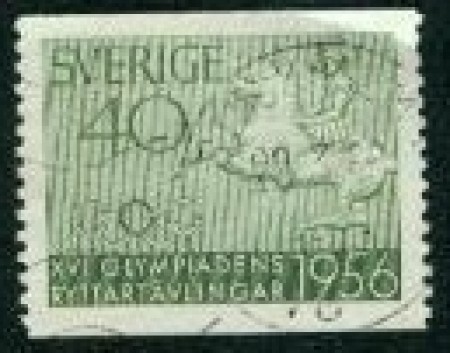 SVERIGE
40
XVI OLYMPIADENS
RYTTARTÄVLINGAR 1956